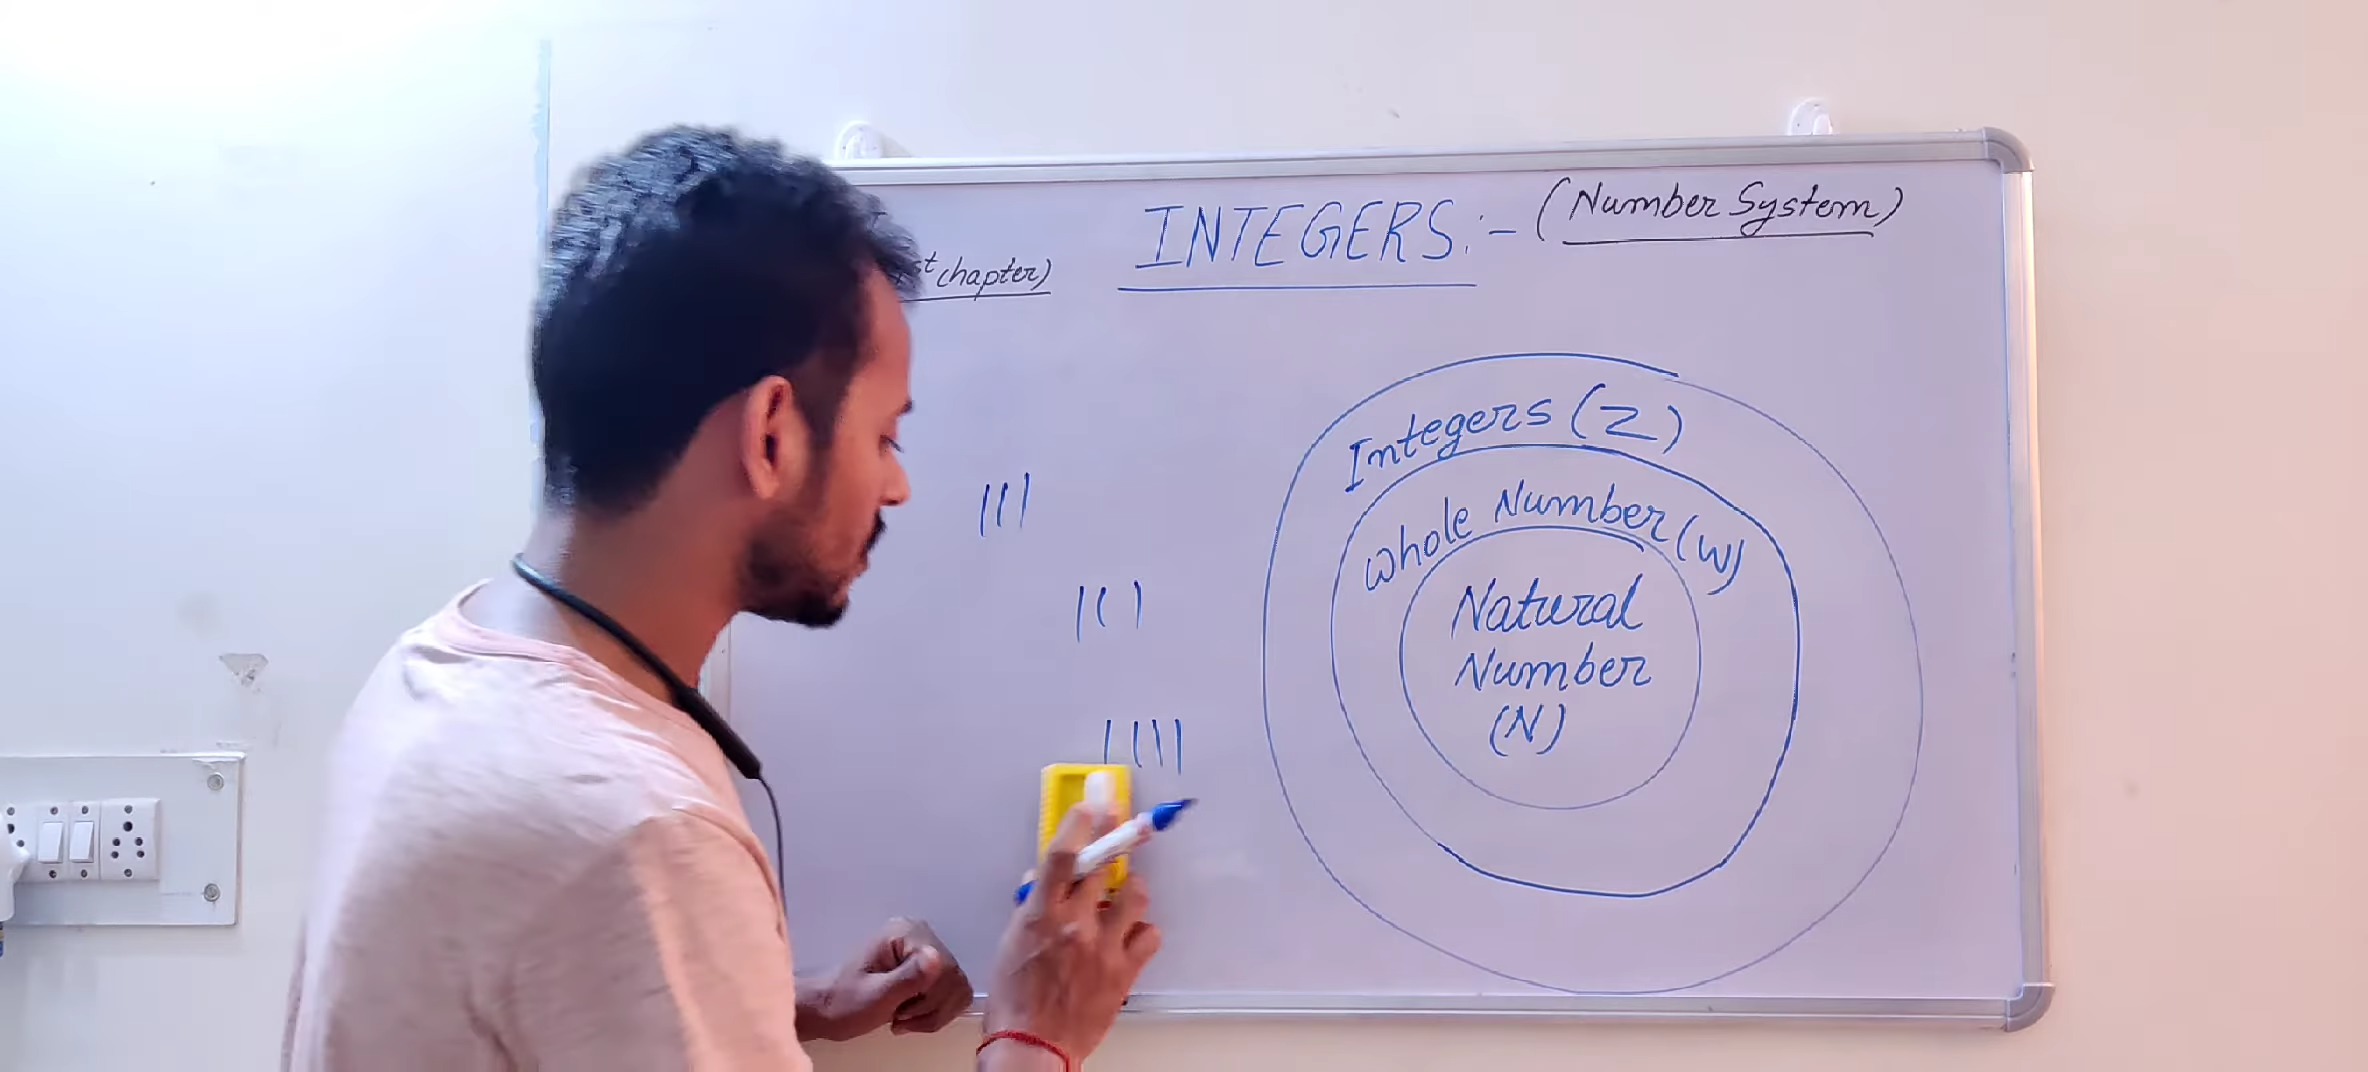 INTEGERS:- (Number System)
st chapter)
Integers (Z)
Whole Number (W)
Natural
Number
(N)